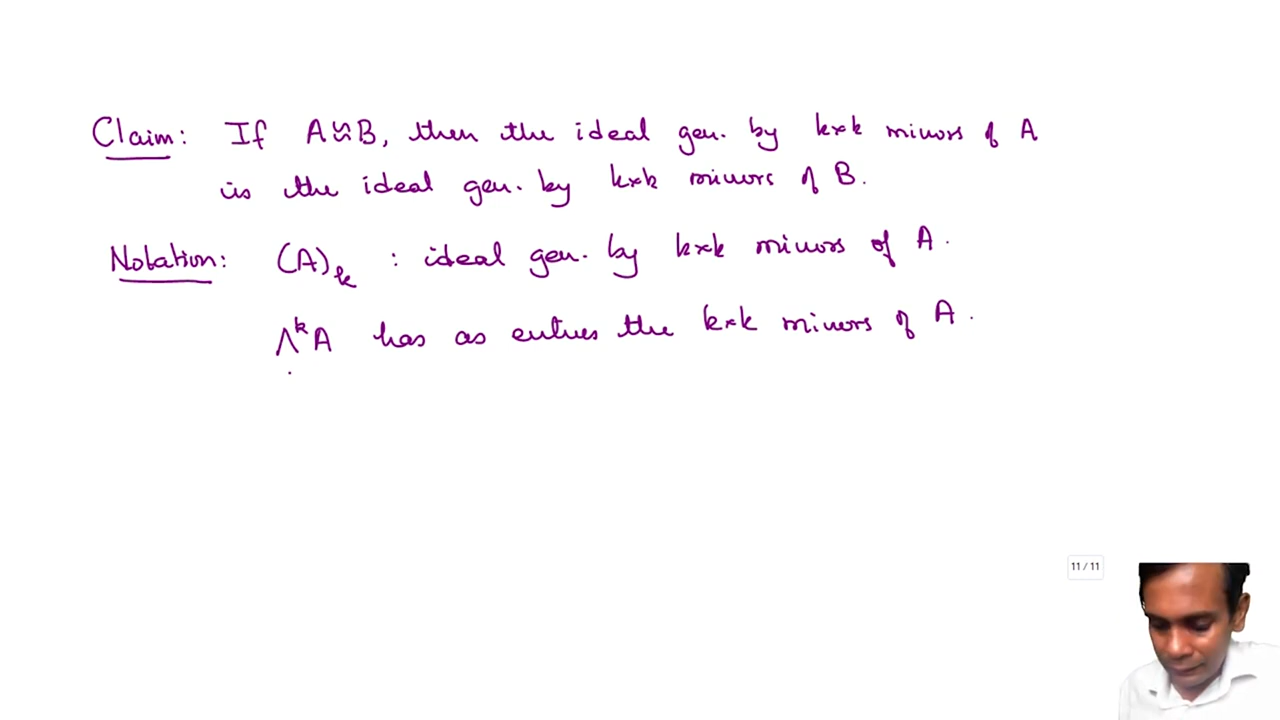 Claim: If A≈B, then the ideal gen. by k×k minors of A
is the ideal gen. by k×k minors of B.
Notation: (A)ₖ : ideal gen. by k×k minors of A.
Λᵏ A has as entries the k×k minors of A.
11 / 11